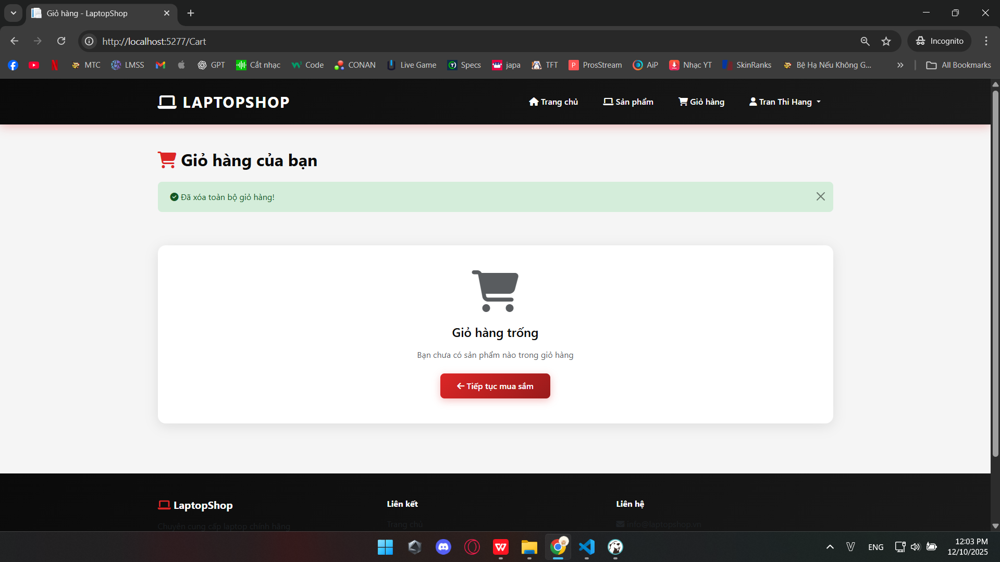 Giỏ hàng - LaptopShop
http://localhost:5277/Cart
Incognito
MTC LMSS GPT Cắt nhạc Code CONAN Live Game Specs japa TFT ProsStream AiP Nhạc YT SkinRanks Bệ Hạ Nếu Không G... All Bookmarks
LAPTOPSHOP
Trang chủ Sản phẩm Giỏ hàng Tran Thi Hang
Giỏ hàng của bạn
Đã xóa toàn bộ giỏ hàng!
Giỏ hàng trống
Bạn chưa có sản phẩm nào trong giỏ hàng
Tiếp tục mua sắm
LaptopShop Liên kết Liên hệ
Chuyên cung cấp laptop chính hãng Trang chủ info@laptopshop.vn
ENG
12:03 PM
12/10/2025